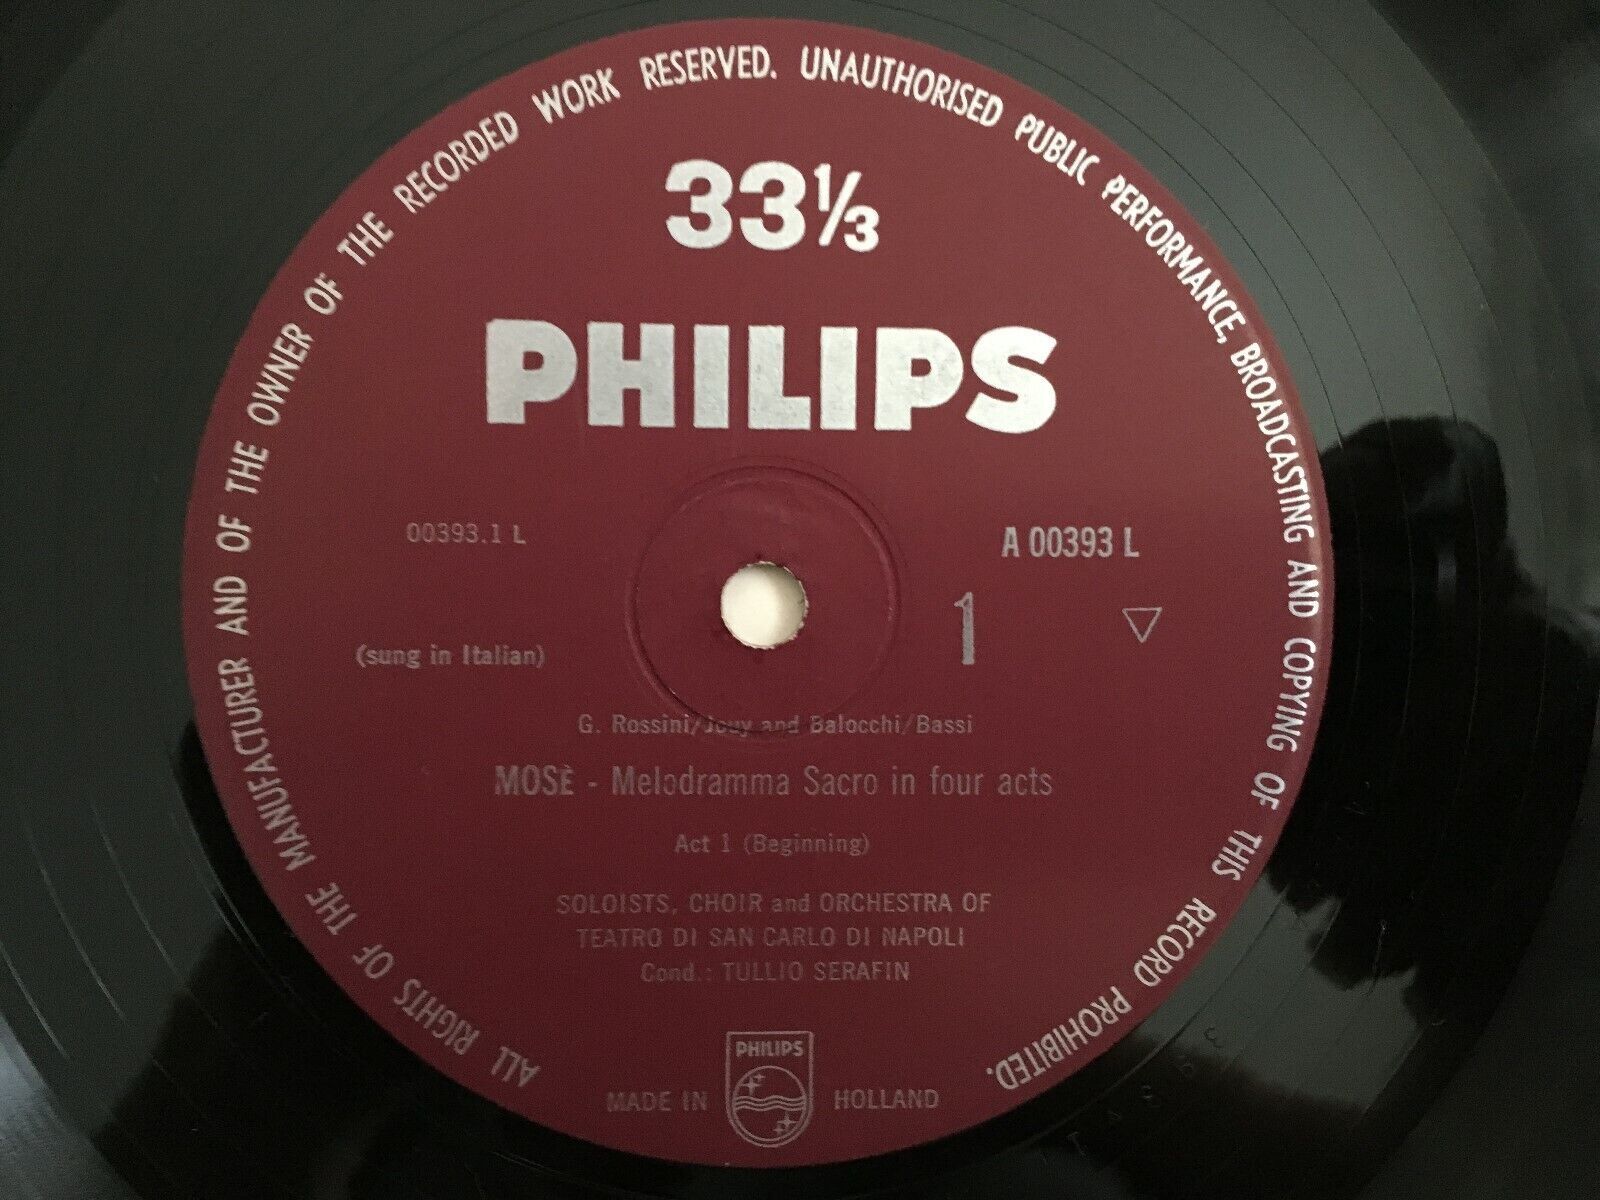 ALL RIGHTS OF THE MANUFACTURER AND OF THE OWNER OF THE RECORDED WORK RESERVED. UNAUTHORISED PUBLIC PERFORMANCE, BROADCASTING AND COPYING OF THIS RECORD PROHIBITED.
33⅓
PHILIPS
00393.1 L
A 00393 L
1
(sung in Italian)
G. Rossini/Jouy and Balocchi/Bassi
MOSÈ - Melodramma Sacro in four acts
Act 1 (Beginning)
SOLOISTS, CHOIR and ORCHESTRA OF
TEATRO DI SAN CARLO DI NAPOLI
Cond.: TULLIO SERAFIN
PHILIPS
MADE IN HOLLAND